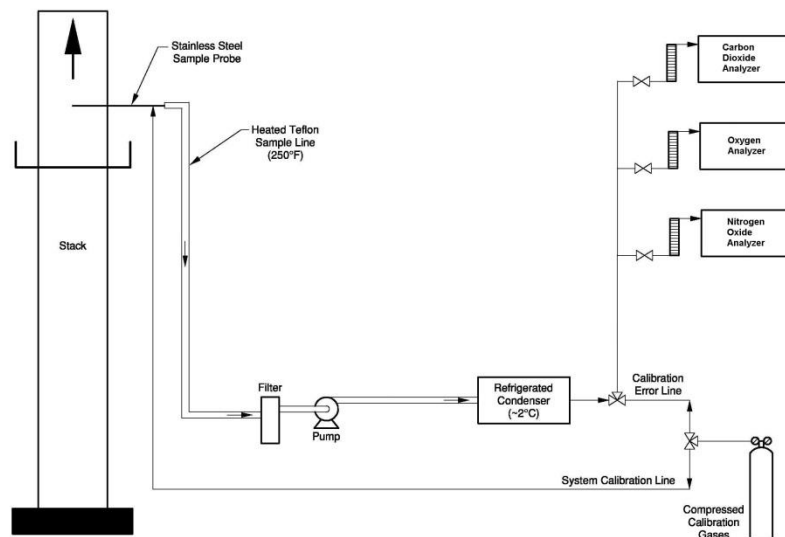 Stainless Steel
Sample Probe
Carbon
Dioxide
Analyzer
Heated Teflon
Sample Line
(250°F)
Oxygen
Analyzer
Stack
Nitrogen
Oxide
Analyzer
Filter
Pump
Refrigerated
Condenser
(~2°C)
Calibration
Error Line
System Calibration Line
Compressed
Calibration
Gases